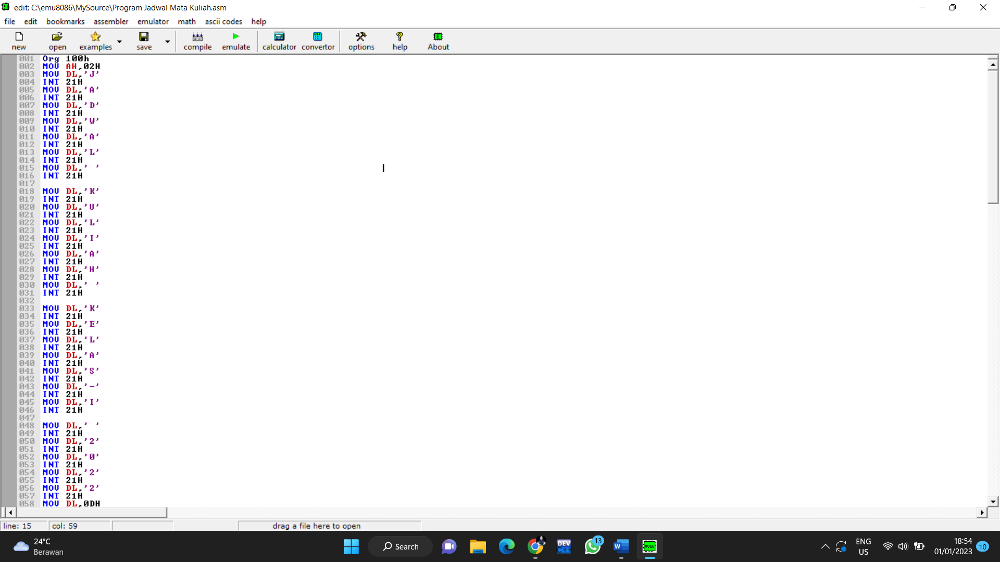 edit: C:\emu8086\MySource\Program Jadwal Mata Kuliah.asm
file edit bookmarks assembler emulator math ascii codes help
new open examples save compile emulate calculator convertor options help About
001 Org 100h
002 MOV AH,02H
003 MOV DL,'J'
004 INT 21H
005 MOV DL,'A'
006 INT 21H
007 MOV DL,'D'
008 INT 21H
009 MOV DL,'W'
010 INT 21H
011 MOV DL,'A'
012 INT 21H
013 MOV DL,'L'
014 INT 21H
015 MOV DL,' '
016 INT 21H
017
018 MOV DL,'K'
019 INT 21H
020 MOV DL,'U'
021 INT 21H
022 MOV DL,'L'
023 INT 21H
024 MOV DL,'I'
025 INT 21H
026 MOV DL,'A'
027 INT 21H
028 MOV DL,'H'
029 INT 21H
030 MOV DL,' '
031 INT 21H
032
033 MOV DL,'K'
034 INT 21H
035 MOV DL,'E'
036 INT 21H
037 MOV DL,'L'
038 INT 21H
039 MOV DL,'A'
040 INT 21H
041 MOV DL,'S'
042 INT 21H
043 MOV DL,'-'
044 INT 21H
045 MOV DL,'I'
046 INT 21H
047
048 MOV DL,' '
049 INT 21H
050 MOV DL,'2'
051 INT 21H
052 MOV DL,'0'
053 INT 21H
054 MOV DL,'2'
055 INT 21H
056 MOV DL,'2'
057 INT 21H
058 MOV DL,0DH
line: 15 col: 59 drag a file here to open
24°C
Berawan
Search
DEV
C++
13
W
8086
ENG
US
18:54
01/01/2023
10